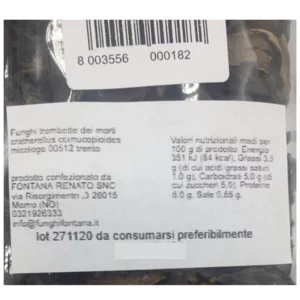 8 003556 000182
Funghi trombette dei morti
cratherellus cornucopioides
micologo 00512 trento
prodotto confezionato da
FONTANA RENATO SNC
via Risorgimento ,3 28015
Momo (NO)
0321926333
info@funghifontana.it
Valori nutrizionali medi per
100 g di prodotto: Energia
351 kJ (84 kcal), Grassi 3,5
g (di cui acidi grassi saturi
1,0 g), Carboidrati 5,0 g (di
cui zuccheri 5,0), Proteine
8,0 g, Sale 0,65 g.
lot 271120 da consumarsi preferibilmente